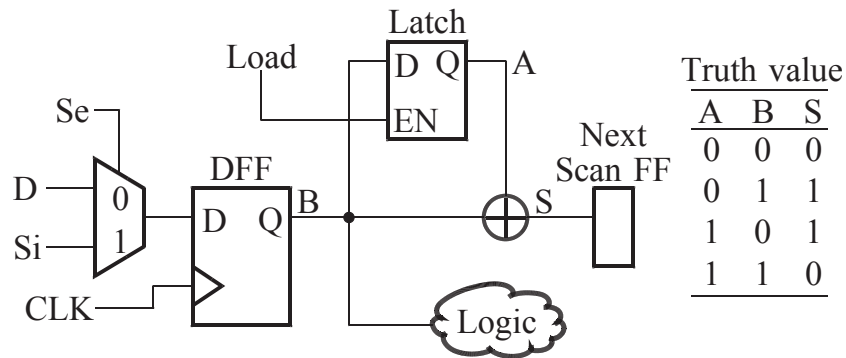 Latch
Load
D Q
A
EN
Se
DFF
D
0
1
Si
D Q
B
CLK
Logic
S
Next
Scan FF
Truth value
A B S
0 0 0
0 1 1
1 0 1
1 1 0